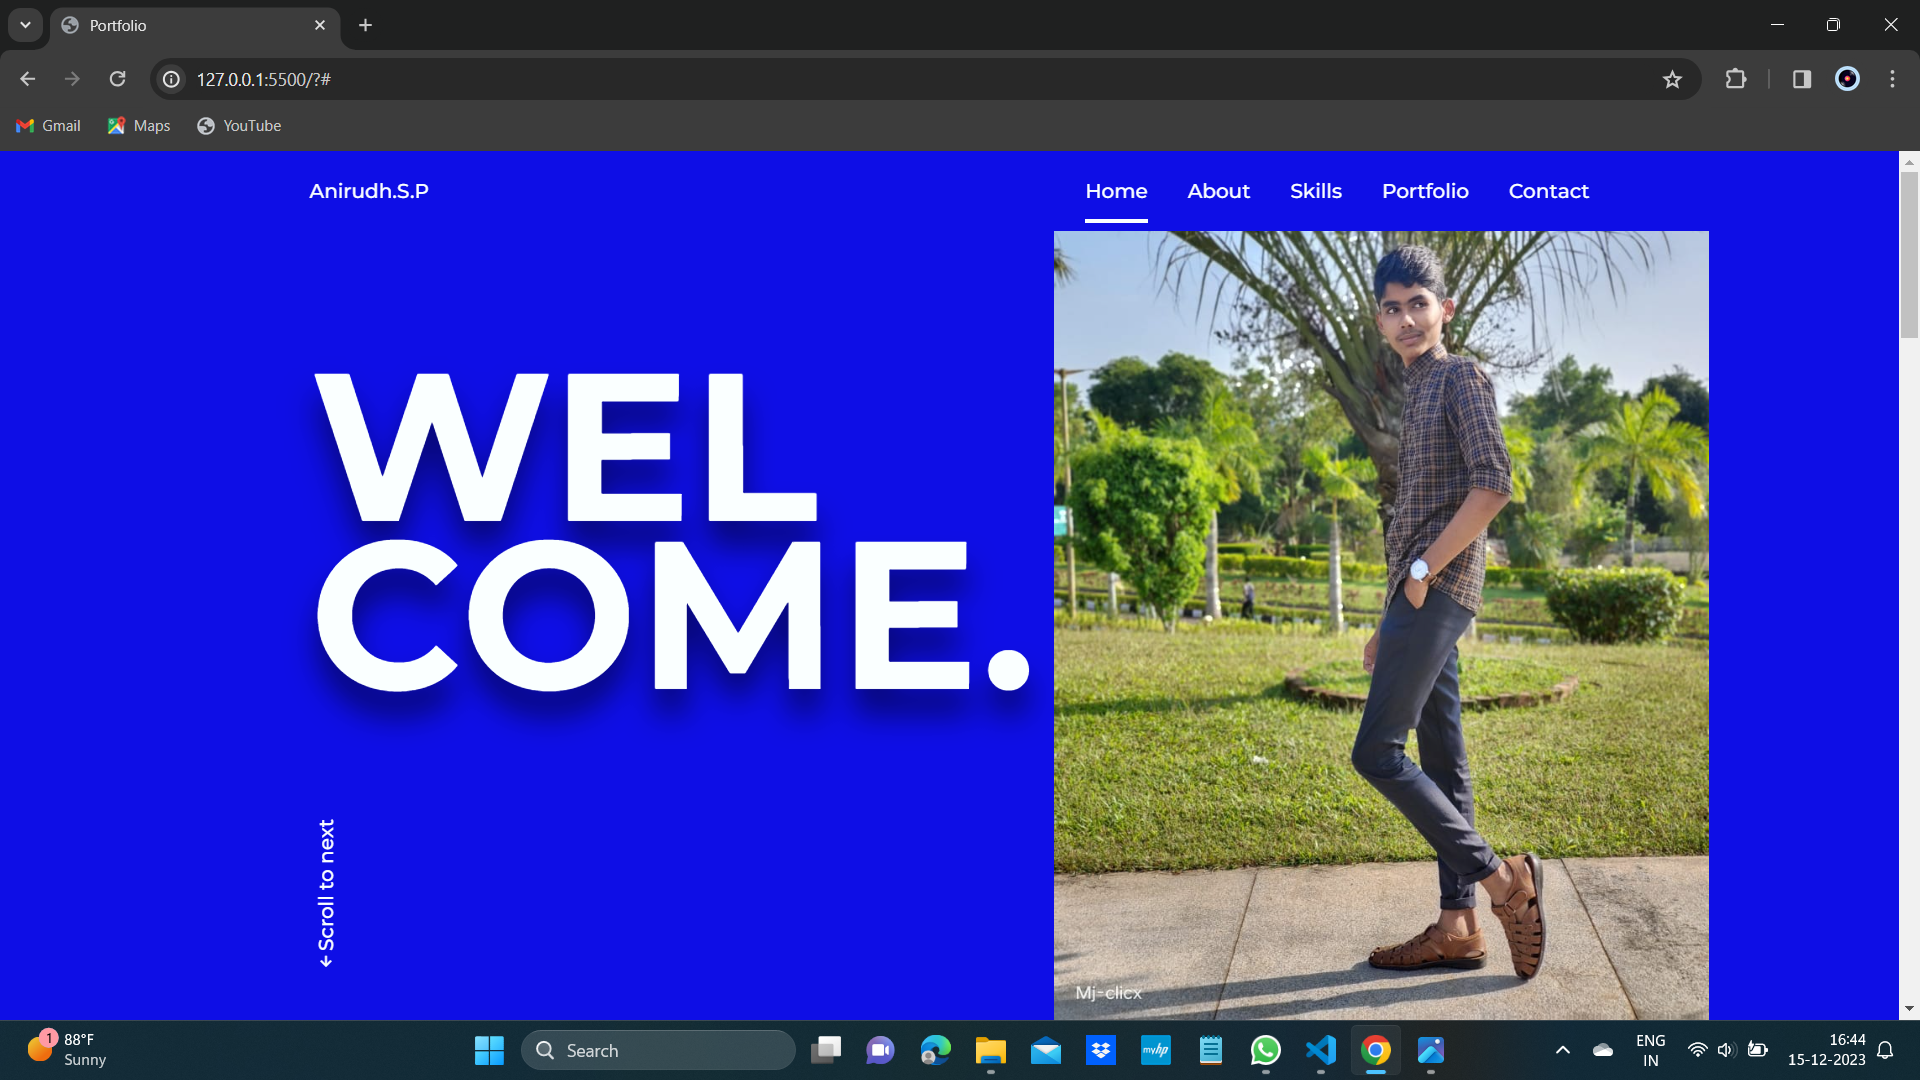 Portfolio
127.0.0.1:5500/?#
Gmail Maps YouTube
Anirudh.S.P
Home About Skills Portfolio Contact
WEL
COME.
← Scroll to next
Mj-clicx
1
88°F
Sunny
Search
myhp
ENG
IN
16:44
15-12-2023